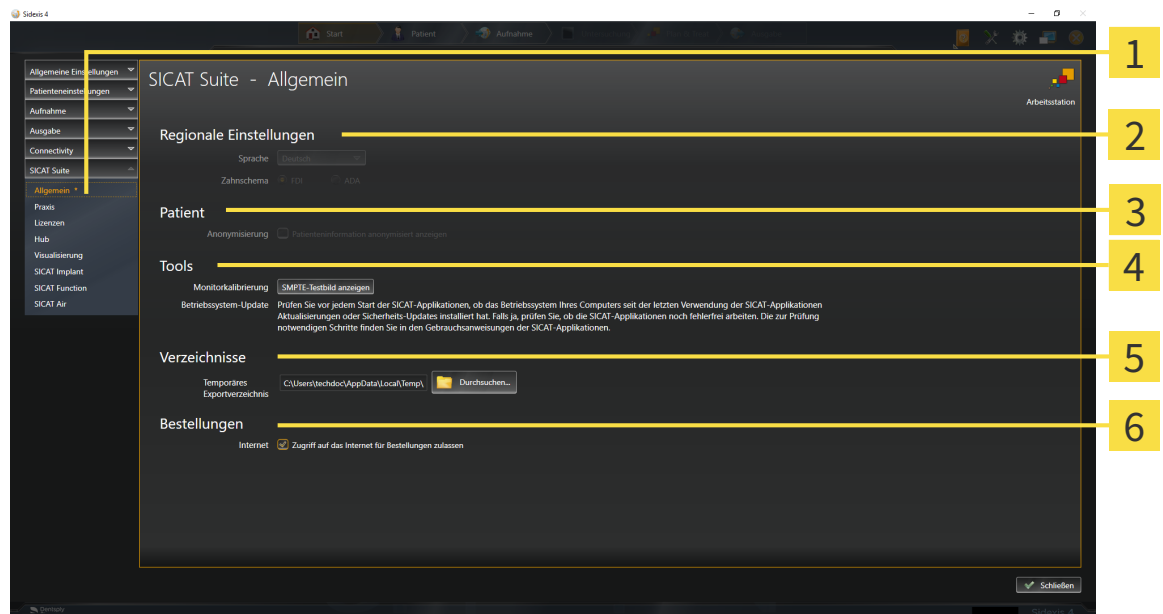 Sidexis 4
Start
Patient
Aufnahme
Allgemeine Einstellungen
Patienteneinstellungen
Aufnahme
Ausgabe
Connectivity
SICAT Suite
Allgemein *
Praxis
Lizenzen
Hub
Visualisierung
SICAT Implant
SICAT Function
SICAT Air
SICAT Suite - Allgemein
Arbeitsstation
Regionale Einstellungen
Sprache Deutsch
Zahnschema FDI ADA
Patient
Anonymisierung Patienteninformation anonymisiert anzeigen
Tools
Monitorkalibrierung SMPTE-Testbild anzeigen
Betriebssystem-Update Prüfen Sie vor jedem Start der SICAT-Applikationen, ob das Betriebssystem Ihres Computers seit der letzten Verwendung der SICAT-Applikationen
Aktualisierungen oder Sicherheits-Updates installiert hat. Falls ja, prüfen Sie, ob die SICAT-Applikationen noch fehlerfrei arbeiten. Die zur Prüfung
notwendigen Schritte finden Sie in den Gebrauchsanweisungen der SICAT-Applikationen.
Verzeichnisse
Temporäres
Exportverzeichnis
C:\Users\techdoc\AppData\Local\Temp\
Durchsuchen...
Bestellungen
Internet Zugriff auf das Internet für Bestellungen zulassen
Schließen
Dentsply
Sidexis 4
1
2
3
4
5
6